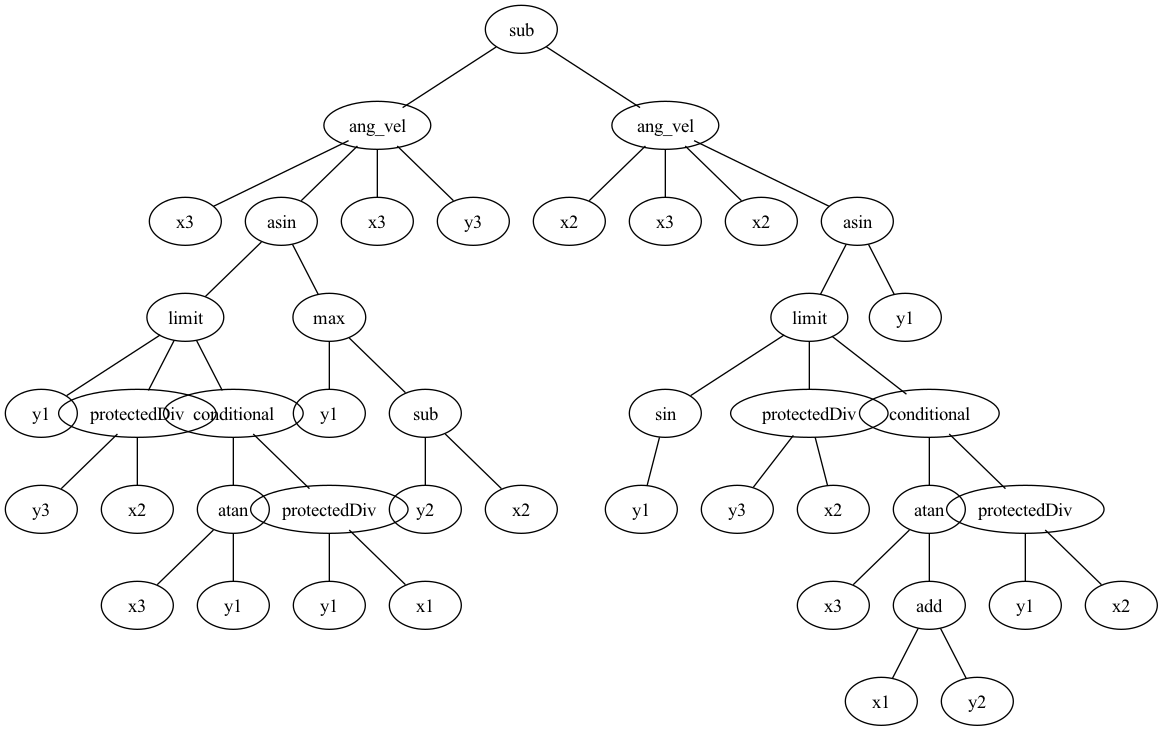 sub
ang_vel ang_vel
x3 asin x3 y3 x2 x3 x2 asin
limit max limit y1
y1 protectedDiv conditional y1 sub sin protectedDiv conditional
y3 x2 atan protectedDiv y2 x2 y1 y3 x2 atan protectedDiv
x3 y1 y1 x1 x3 add y1 x2
x1 y2